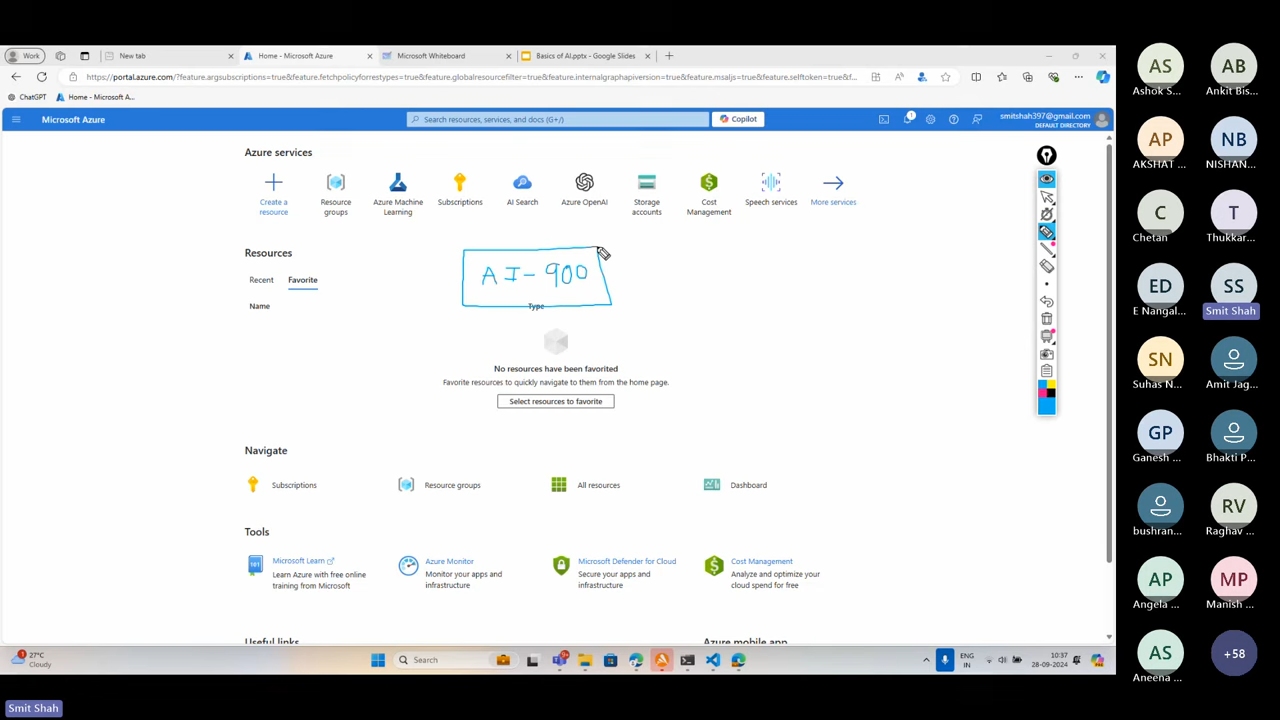 Work
New tab
Home - Microsoft Azure
Microsoft Whiteboard
Basics of AI.pptx - Google Slides
https://portal.azure.com/?feature.argsubscriptions=true&feature.fetchpolicyforrestypes=true&feature.globalresourcefilter=true&feature.internalgraphapiversion=true&feature.msaljs=true&feature.selftoken=true&f...
ChatGPT
Home - Microsoft A...
Microsoft Azure
Search resources, services, and docs (G+/)
Copilot
1
smitshah397@gmail.com
DEFAULT DIRECTORY
Azure services
Create a resource
Resource groups
Azure Machine Learning
Subscriptions
AI Search
Azure OpenAI
Storage accounts
Cost Management
Speech services
More services
Resources
Recent
Favorite
AI-900
Name
Type
No resources have been favorited
Favorite resources to quickly navigate to them from the home page.
Select resources to favorite
Navigate
Subscriptions
Resource groups
All resources
Dashboard
Tools
Microsoft Learn
Learn Azure with free online training from Microsoft
Azure Monitor
Monitor your apps and infrastructure
Microsoft Defender for Cloud
Secure your apps and infrastructure
Cost Management
Analyze and optimize your cloud spend for free
Useful links
Azure mobile app
27°C
Cloudy
Search
ENG
IN
10:37
28-09-2024
Smit Shah
AS
Ashok S...
AB
Ankit Bis...
AP
AKSHAT ...
NB
NISHAN...
C
Chetan
T
Thukkar...
ED
E Nangal...
SS
Smit Shah
SN
Suhas N...
Amit Jag...
GP
Ganesh ...
Bhakti P...
bushran...
RV
Raghav ...
AP
Angela ...
MP
Manish ...
AS
Aneena ...
+58